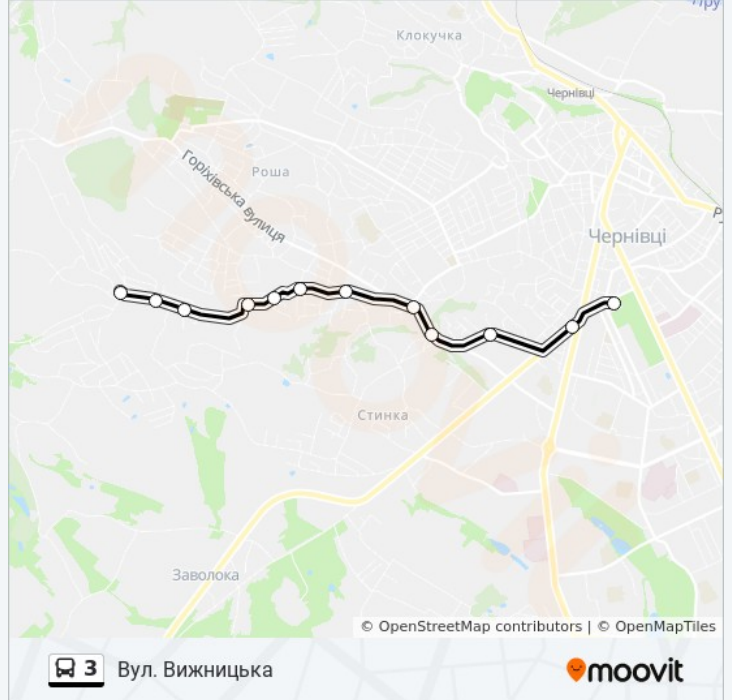 Клокучка
Чернівці
Роша
Горіхівська вулиця
Чернівці
Стинка
Заволока
© OpenStreetMap contributors | © OpenMapTiles
3 Вул. Вижницька moovit